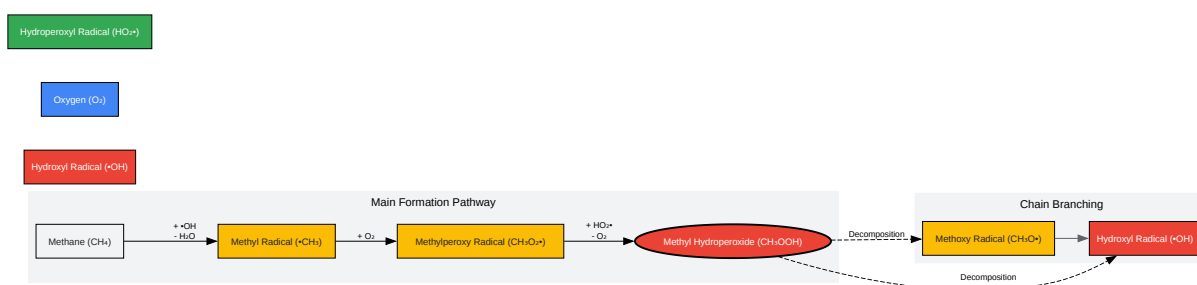 Hydroperoxyl Radical (HO₂•)
Oxygen (O₂)
Hydroxyl Radical (•OH)
Main Formation Pathway
Chain Branching
Methane (CH₄)
+ •OH
- H₂O
Methyl Radical (•CH₃)
+ O₂
Methylperoxy Radical (CH₃O₂•)
+ HO₂•
- O₂
Methyl Hydroperoxide (CH₃OOH)
Decomposition
Methoxy Radical (CH₃O•)
Hydroxyl Radical (•OH)
Decomposition